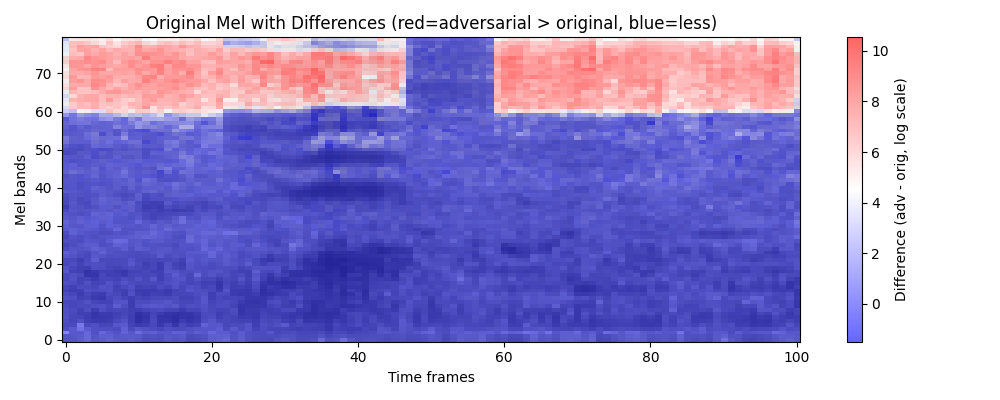 Original Mel with Differences (red=adversarial > original, blue=less)
Mel bands
70
60
50
40
30
20
10
0
0 20 40 60 80 100
Time frames
10
8
6
4
2
0
Difference (adv - orig, log scale)